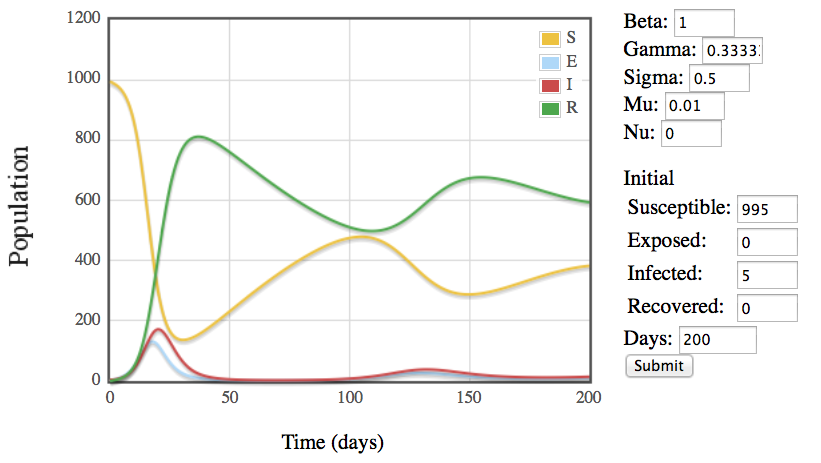 1200
1000
800
600
400
200
0
Population
S
E
I
R
0 50 100 150 200
Time (days)
Beta: 1
Gamma: 0.3333
Sigma: 0.5
Mu: 0.01
Nu: 0
Initial
Susceptible: 995
Exposed: 0
Infected: 5
Recovered: 0
Days: 200
Submit